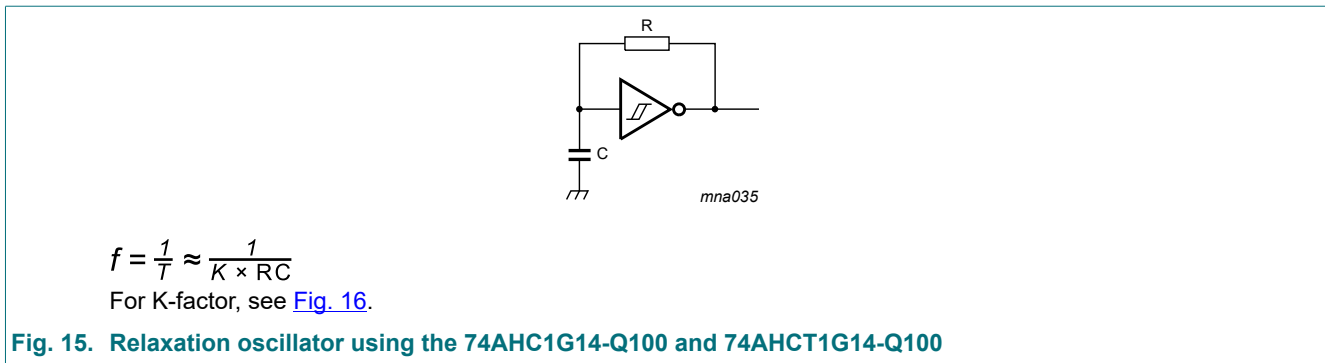 R
C
mna035
f = 1/T ≈ 1/(K × RC)
For K-factor, see Fig. 16.
Fig. 15. Relaxation oscillator using the 74AHC1G14-Q100 and 74AHCT1G14-Q100